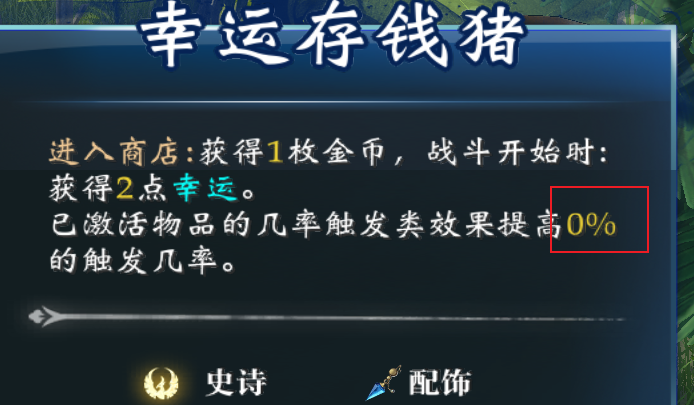 幸运存钱猪
进入商店:获得1枚金币，战斗开始时:
获得2点幸运。
已激活物品的几率触发类效果提高0%
的触发几率。
史诗 配饰